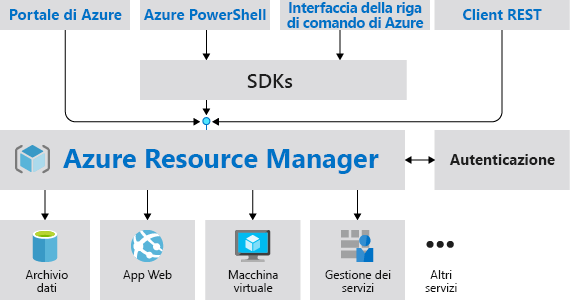 Portale di Azure
Azure PowerShell
Interfaccia della riga
di comando di Azure
Client REST
SDKs
Azure Resource Manager
Autenticazione
Archivio
dati
App Web
Macchina
virtuale
Gestione dei
servizi
Altri
servizi